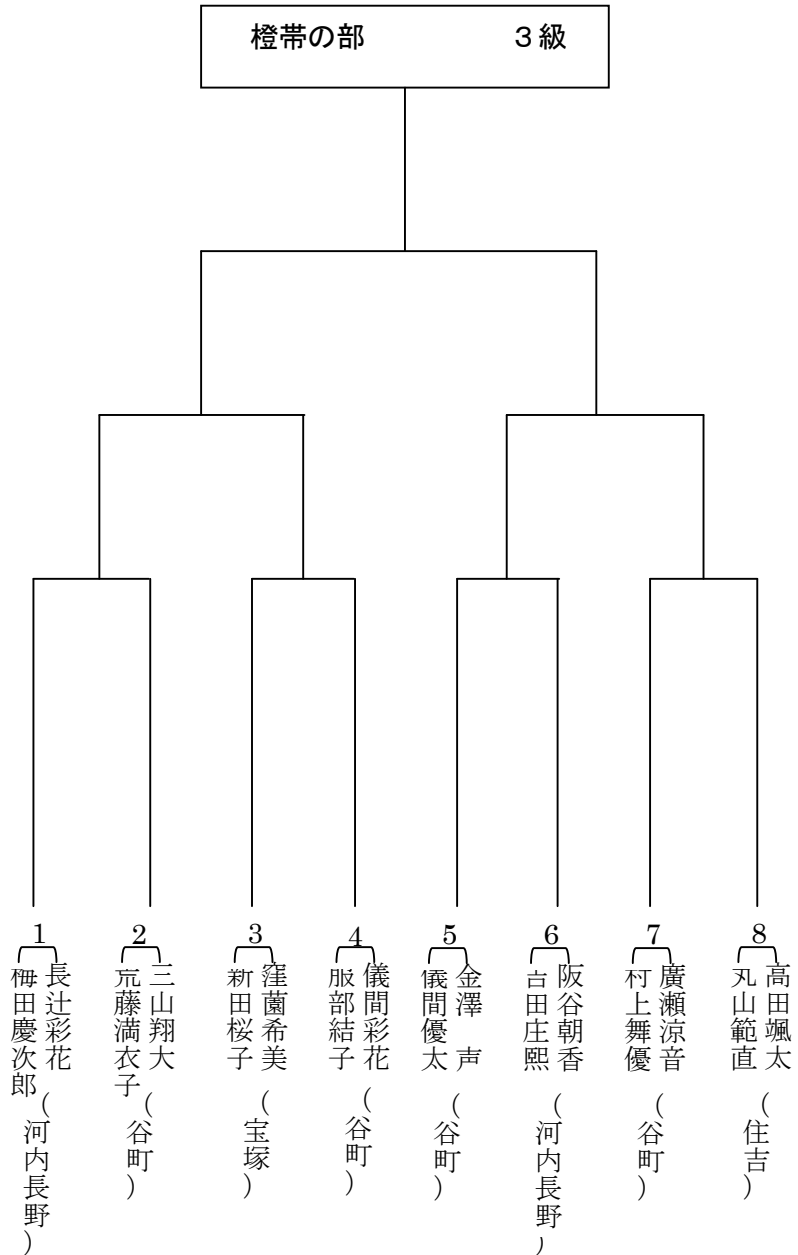 橙帯の部　3級
1
長辻彩花
梅田慶次郎
(河内長野)
2
三山翔大
荒藤満衣子
(谷町)
3
窪薗希美
新田桜子
(宝塚)
4
儀間彩花
服部結子
(谷町)
5
金澤　声
儀間優太
(谷町)
6
阪谷朝香
吉田庄熙
(河内長野)
7
廣瀬涼音
村上舞優
(谷町)
8
高田颯太
丸山範直
(住吉)